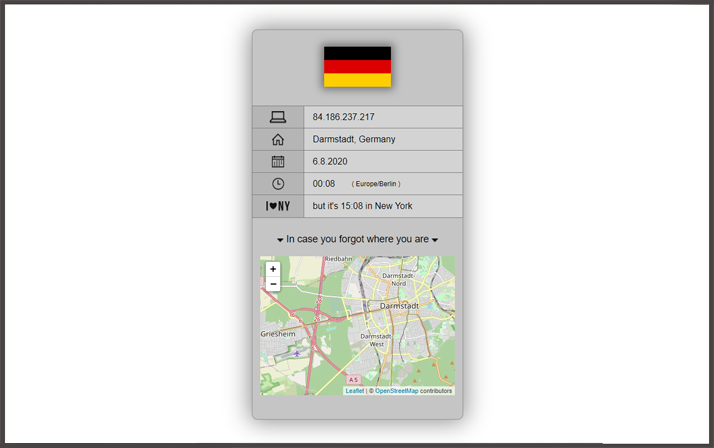 84.186.237.217
Darmstadt, Germany
6.8.2020
00:08 ( Europe/Berlin )
I♥NY but it's 15:08 in New York
In case you forgot where you are
+
−
Riedbahn
Darmstadt-
Nord
Darmstadt
Griesheim
Darmstadt
West
A 5
Leaflet | © OpenStreetMap contributors